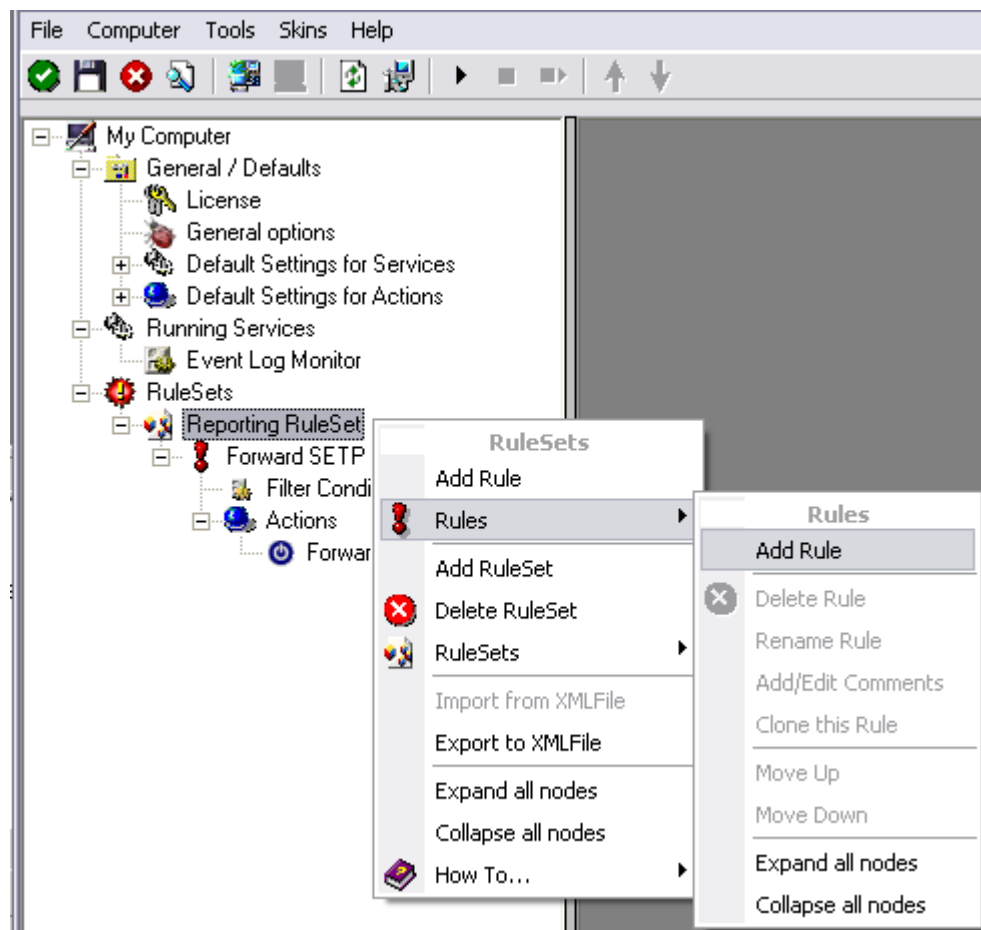 File Computer Tools Skins Help
My Computer
General / Defaults
License
General options
Default Settings for Services
Default Settings for Actions
Running Services
Event Log Monitor
RuleSets
Reporting RuleSet
Forward SETP
Filter Condi
Actions
Forwar
RuleSets
Add Rule
Rules
Add RuleSet
Delete RuleSet
RuleSets
Import from XMLFile
Export to XMLFile
Expand all nodes
Collapse all nodes
How To...
Rules
Add Rule
Delete Rule
Rename Rule
Add/Edit Comments
Clone this Rule
Move Up
Move Down
Expand all nodes
Collapse all nodes